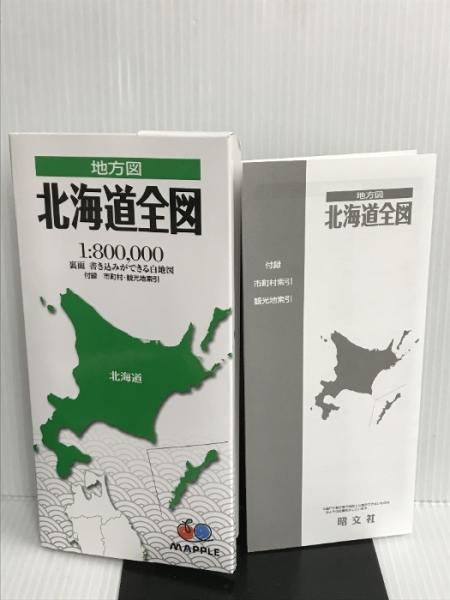 地方図
北海道全図
1:800,000
裏面 書き込みができる白地図
付録 市町村・観光地索引
北海道
MAPPLE
地方図
北海道全図
付録
市町村索引
観光地索引
昭文社